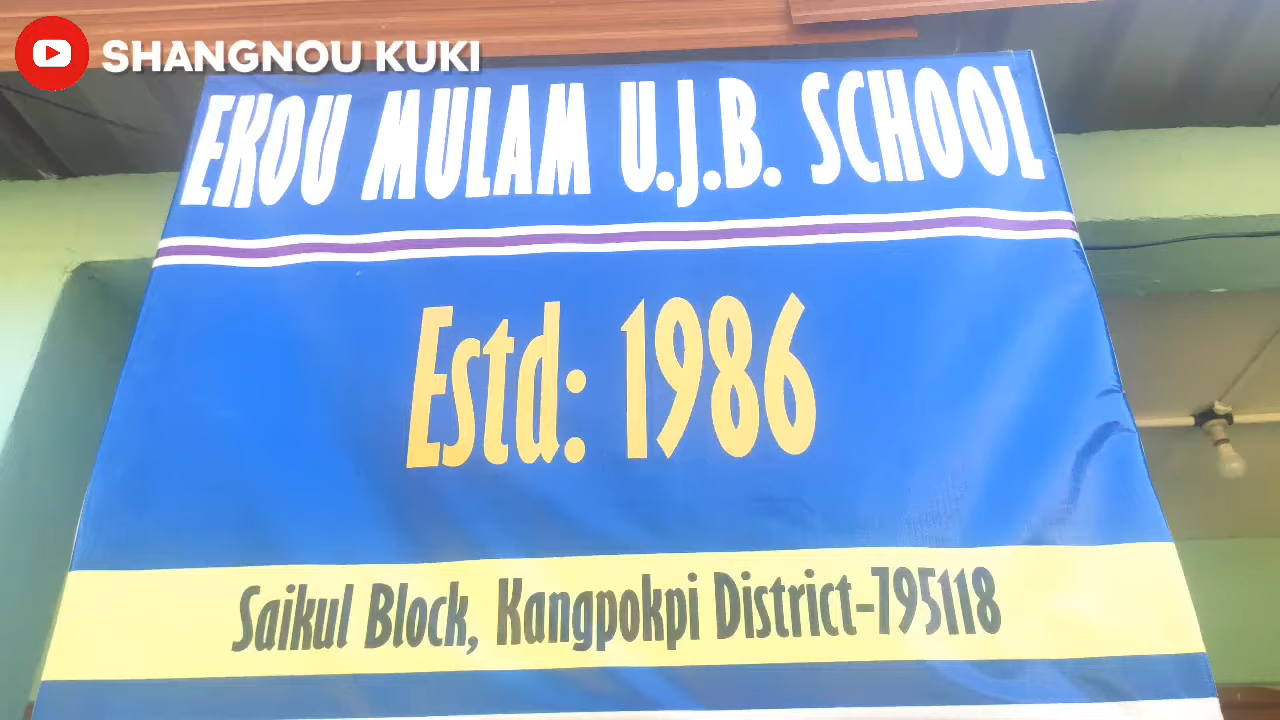 SHANGNOU KUKI
EKOU MULAM U.J.B. SCHOOL
Estd: 1986
Saikul Block, Kangpokpi District-795118